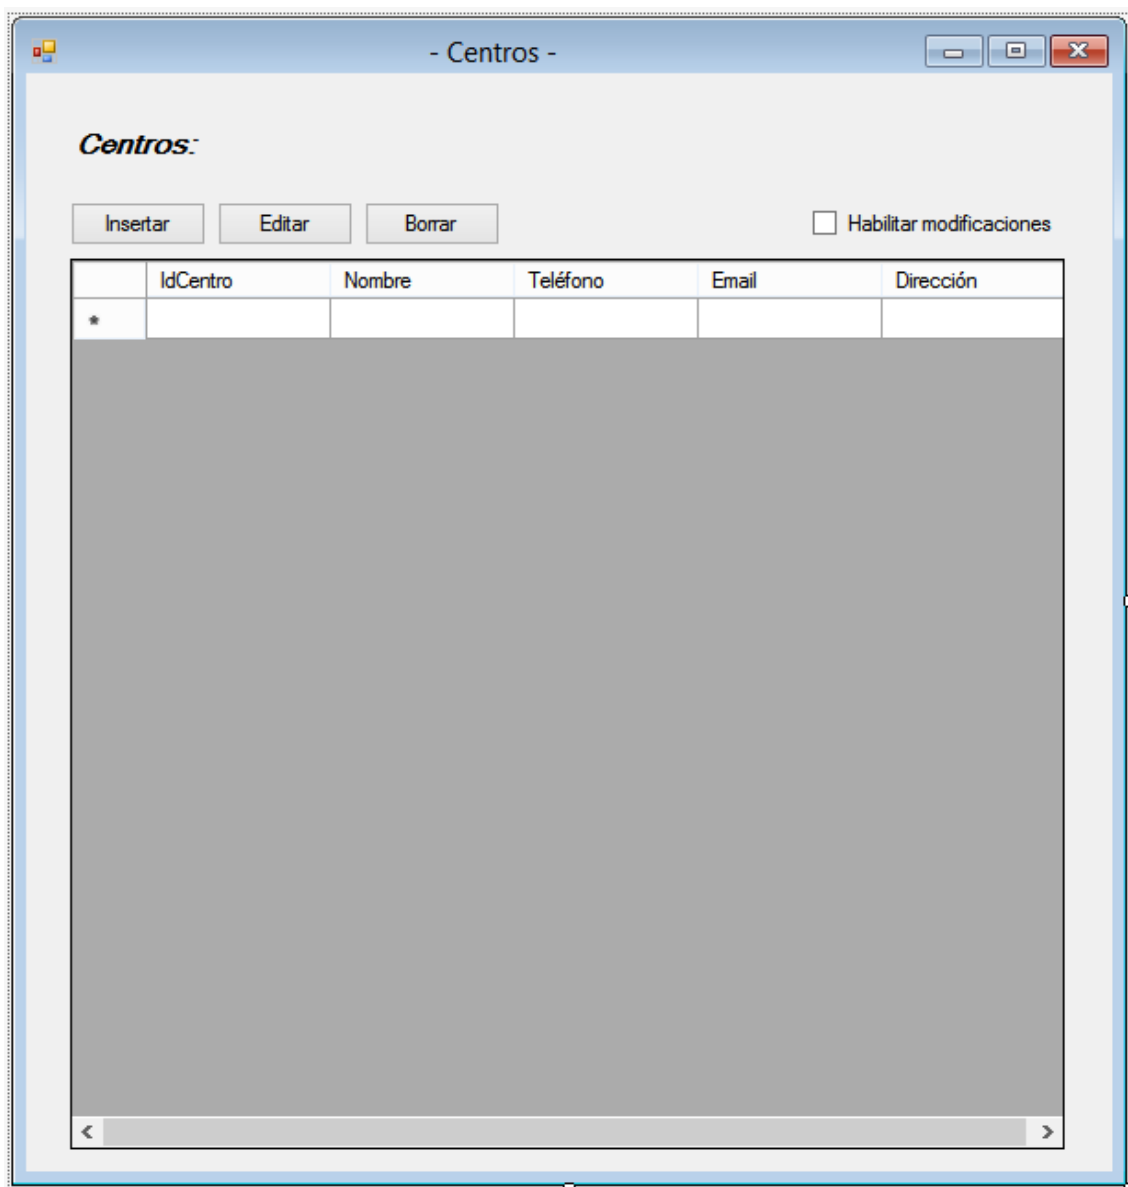 - Centros -
Centros:
Insertar Editar Borrar Habilitar modificaciones
IdCentro Nombre Teléfono Email Dirección
*